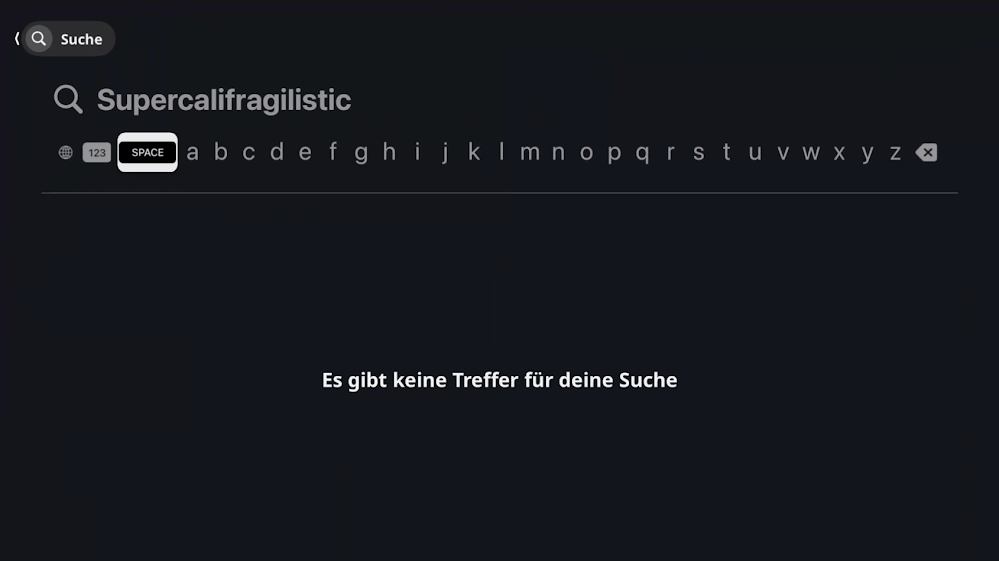 Suche
Supercalifragilistic
123 SPACE a b c d e f g h i j k l m n o p q r s t u v w x y z
Es gibt keine Treffer für deine Suche